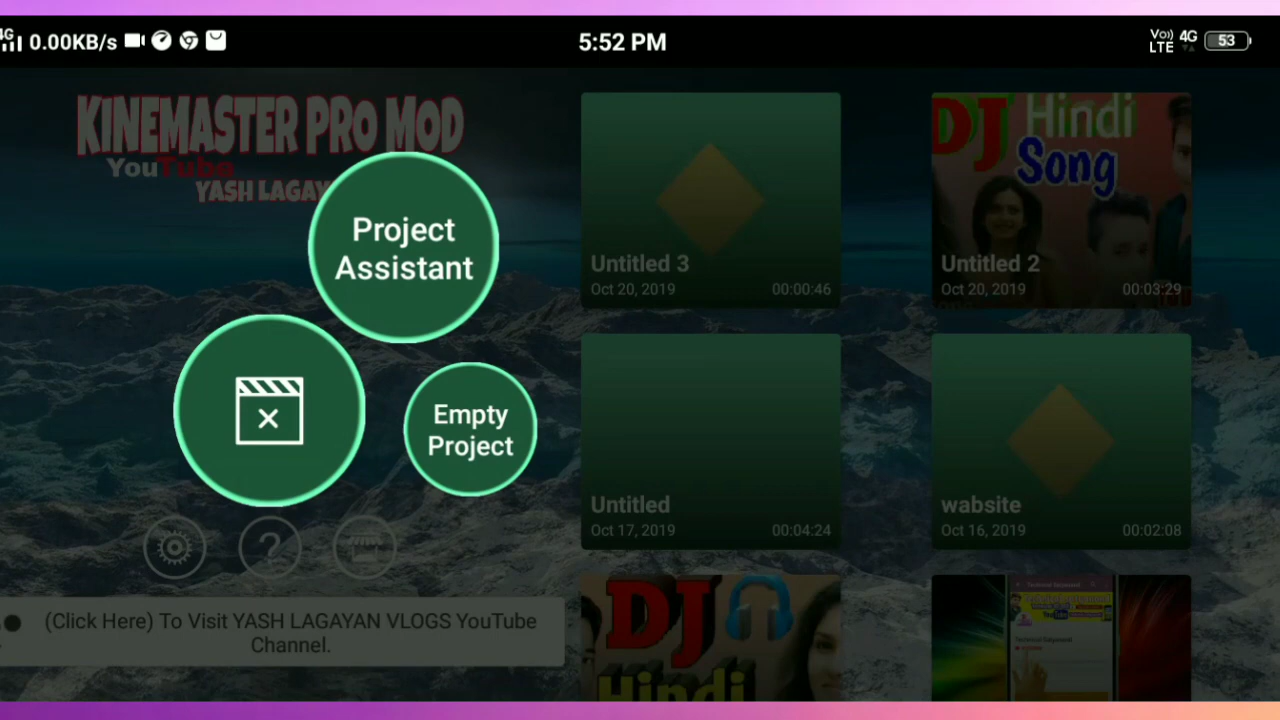 4G
0.00KB/s
5:52 PM
Vo))
LTE
4G
53
KINEMASTER PRO MOD
YouTube
YASH LAGAY
Project
Assistant
Empty
Project
?
(Click Here) To Visit YASH LAGAYAN VLOGS YouTube
Channel.
Untitled 3
Oct 20, 2019 00:00:46
DJ Hindi
Song
Untitled 2
Oct 20, 2019 00:03:29
Untitled
Oct 17, 2019 00:04:24
wabsite
Oct 16, 2019 00:02:08
DJ
Hindi